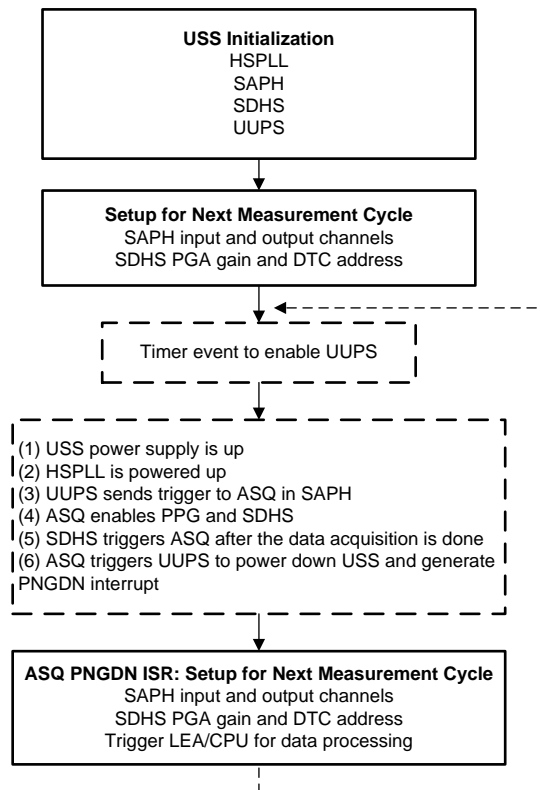 USS Initialization
HSPLL
SAPH
SDHS
UUPS
Setup for Next Measurement Cycle
SAPH input and output channels
SDHS PGA gain and DTC address
Timer event to enable UUPS
(1) USS power supply is up
(2) HSPLL is powered up
(3) UUPS sends trigger to ASQ in SAPH
(4) ASQ enables PPG and SDHS
(5) SDHS triggers ASQ after the data acquisition is done
(6) ASQ triggers UUPS to power down USS and generate
PNGDN interrupt
ASQ PNGDN ISR: Setup for Next Measurement Cycle
SAPH input and output channels
SDHS PGA gain and DTC address
Trigger LEA/CPU for data processing